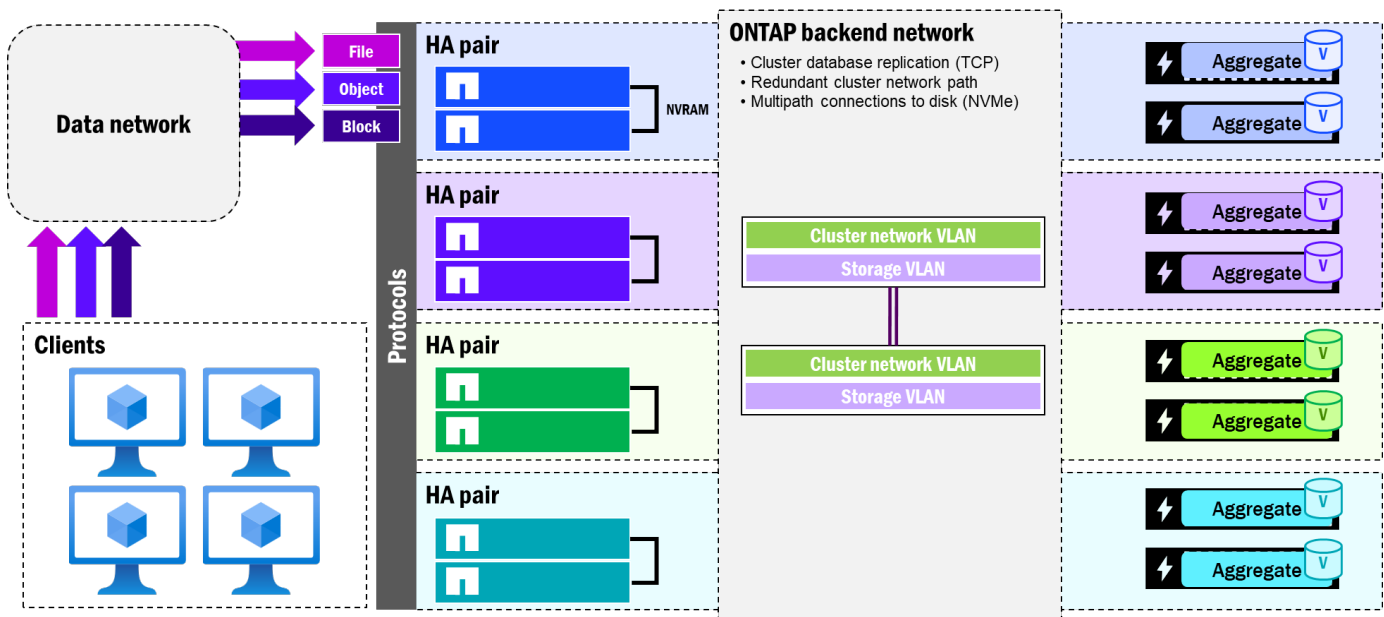 Data network
File
Object
Block
Clients
Protocols
HA pair
NVRAM
HA pair
HA pair
HA pair
ONTAP backend network
• Cluster database replication (TCP)
• Redundant cluster network path
• Multipath connections to disk (NVMe)
Cluster network VLAN
Storage VLAN
Cluster network VLAN
Storage VLAN
Aggregate V
Aggregate V
Aggregate V
Aggregate V
Aggregate V
Aggregate V
Aggregate V
Aggregate V